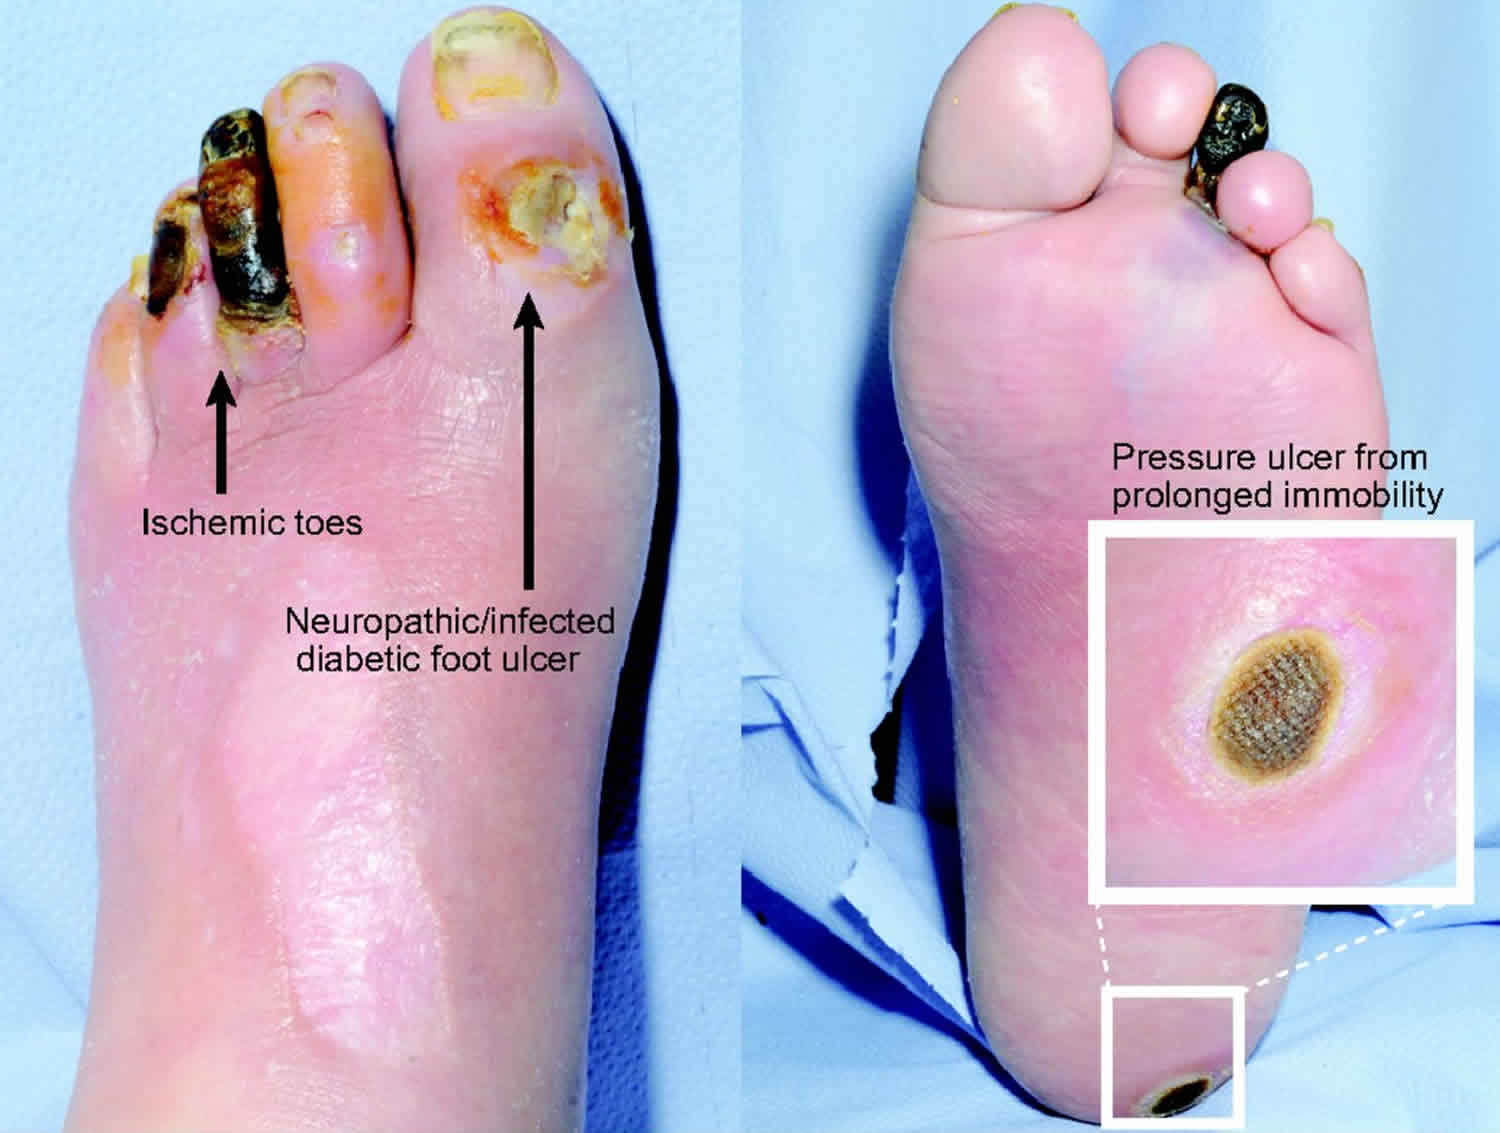 Ischemic toes
Neuropathic/infected
diabetic foot ulcer
Pressure ulcer from
prolonged immobility